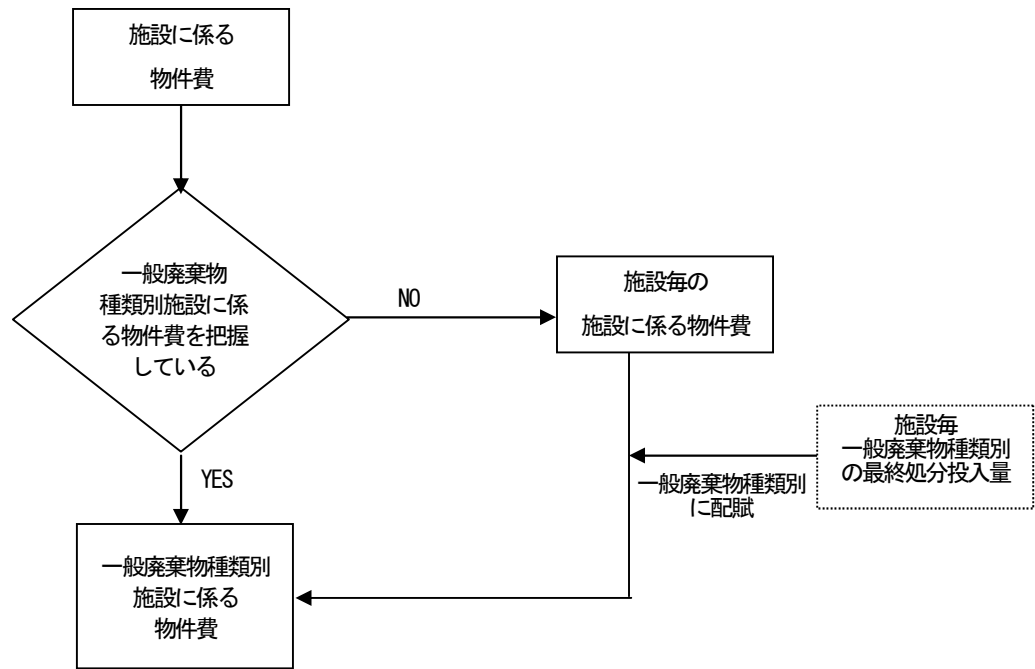 施設に係る
物件費
一般廃棄物
種類別施設に係
る物件費を把握
している
NO
施設毎の
施設に係る物件費
YES
施設毎
一般廃棄物種類別
の最終処分投入量
一般廃棄物種類別
に配賦
一般廃棄物種類別
施設に係る
物件費